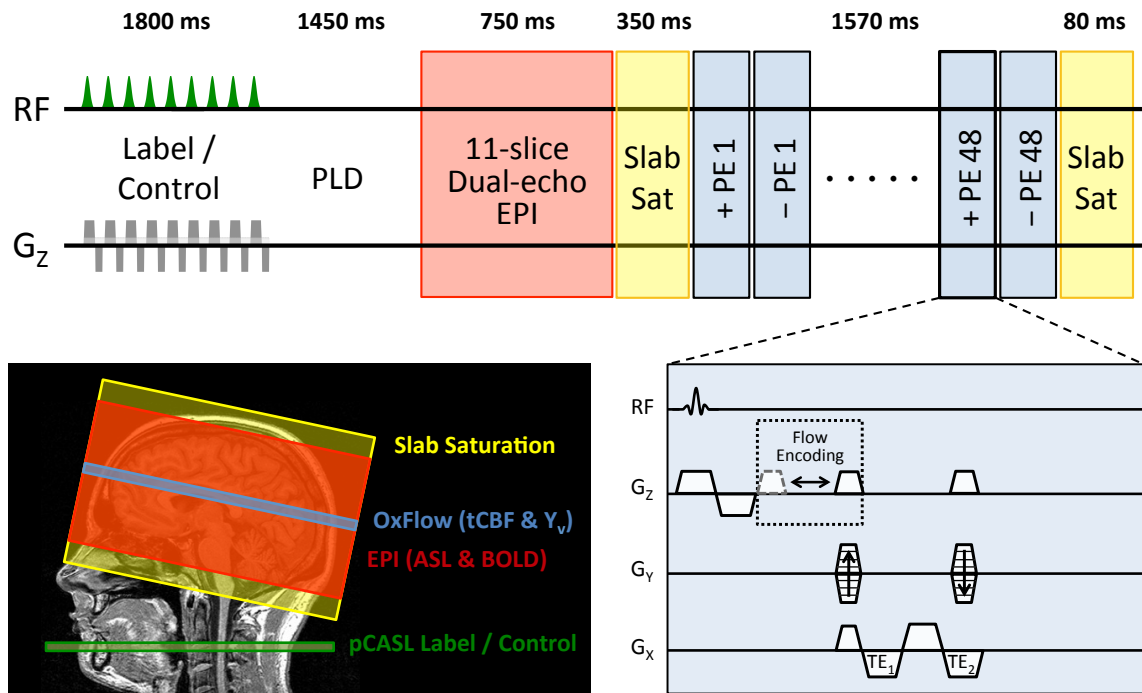 1800 ms 1450 ms 750 ms 350 ms 1570 ms 80 ms
RF
Label /
Control
PLD
11-slice
Dual-echo
EPI
Slab
Sat
+ PE 1
– PE 1
. . . . .
+ PE 48
– PE 48
Slab
Sat
GZ
Slab Saturation
OxFlow (tCBF & Yv)
EPI (ASL & BOLD)
pCASL Label / Control
RF
Flow
Encoding
GZ
GY
GX
TE1
TE2